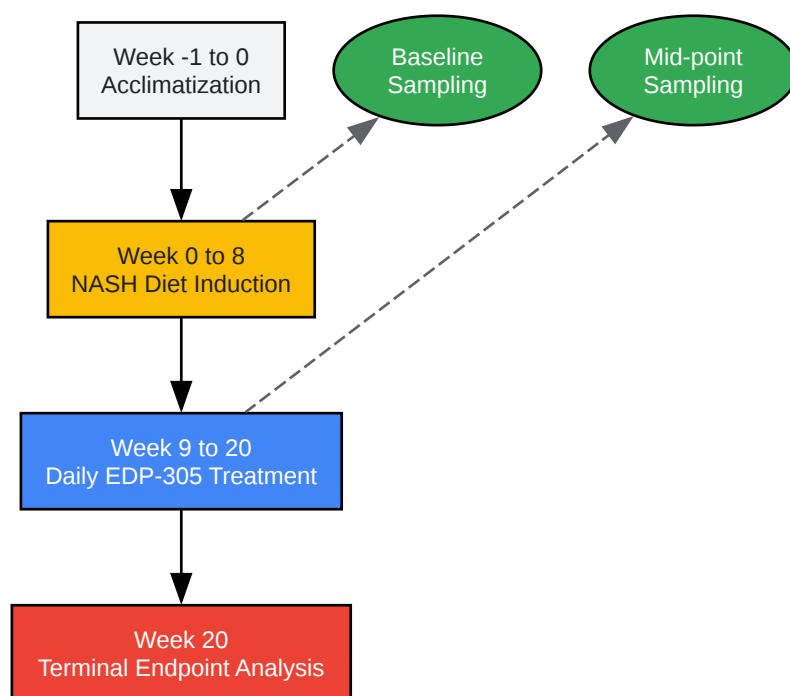 Week -1 to 0
Acclimatization
Baseline
Sampling
Mid-point
Sampling
Week 0 to 8
NASH Diet Induction
Week 9 to 20
Daily EDP-305 Treatment
Week 20
Terminal Endpoint Analysis